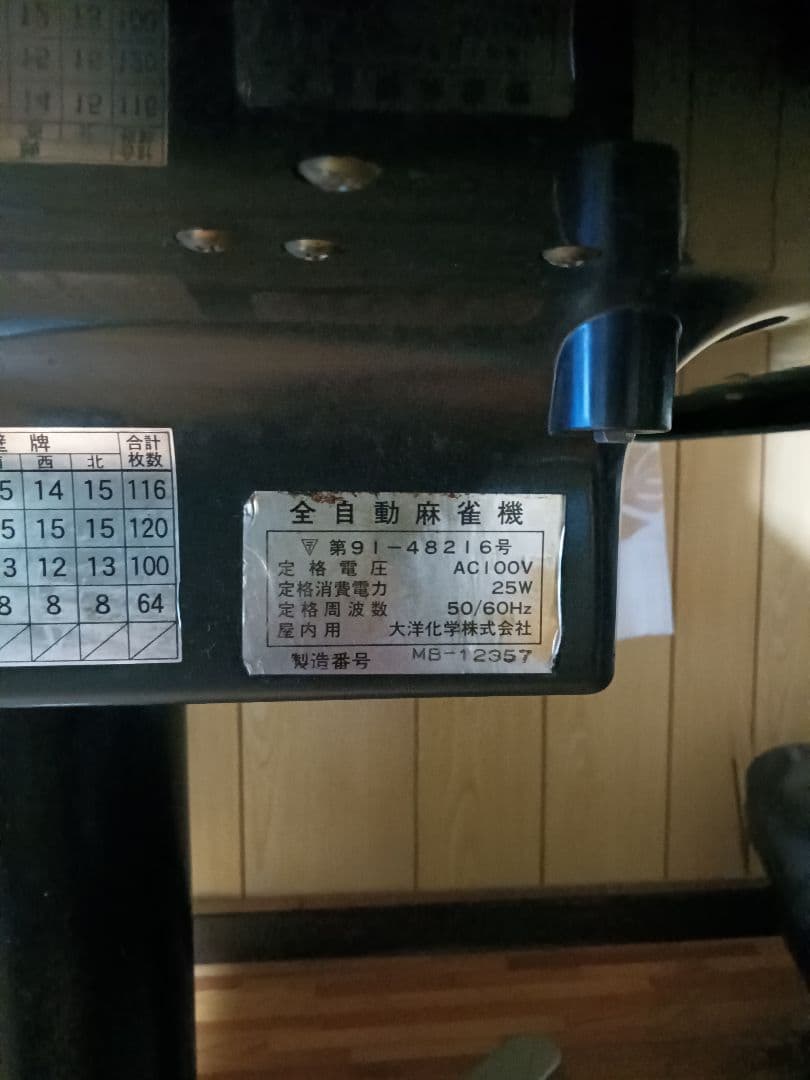 牌 合計
西 北 枚数
5 14 15 116
5 15 15 120
3 12 13 100
8 8 8 64
全自動麻雀機
第91-48216号
定格電圧 AC100V
定格消費電力 25W
定格周波数 50/60Hz
屋内用 大洋化学株式会社
製造番号 MB-12357